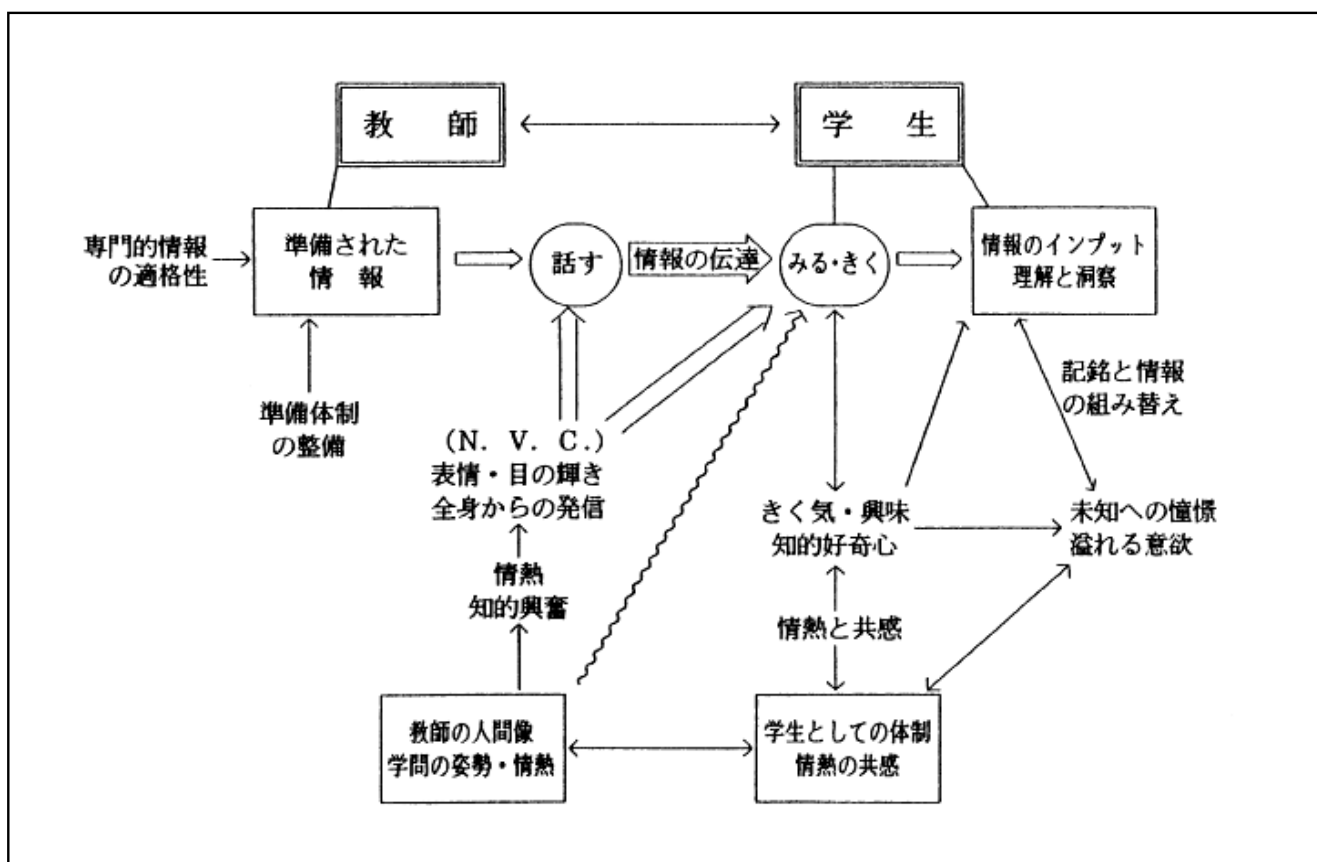 教 師
学 生
専門的情報
の適格性
準備された
情 報
話す
情報の伝達
みる・きく
情報のインプット
理解と洞察
準備体制
の整備
記銘と情報
の組み替え
(N. V. C.)
表情・目の輝き
全身からの発信
きく気・興味
知的好奇心
未知への憧憬
溢れる意欲
情熱
知的興奮
情熱と共感
教師の人間像
学問の姿勢・情熱
学生としての体制
情熱の共感